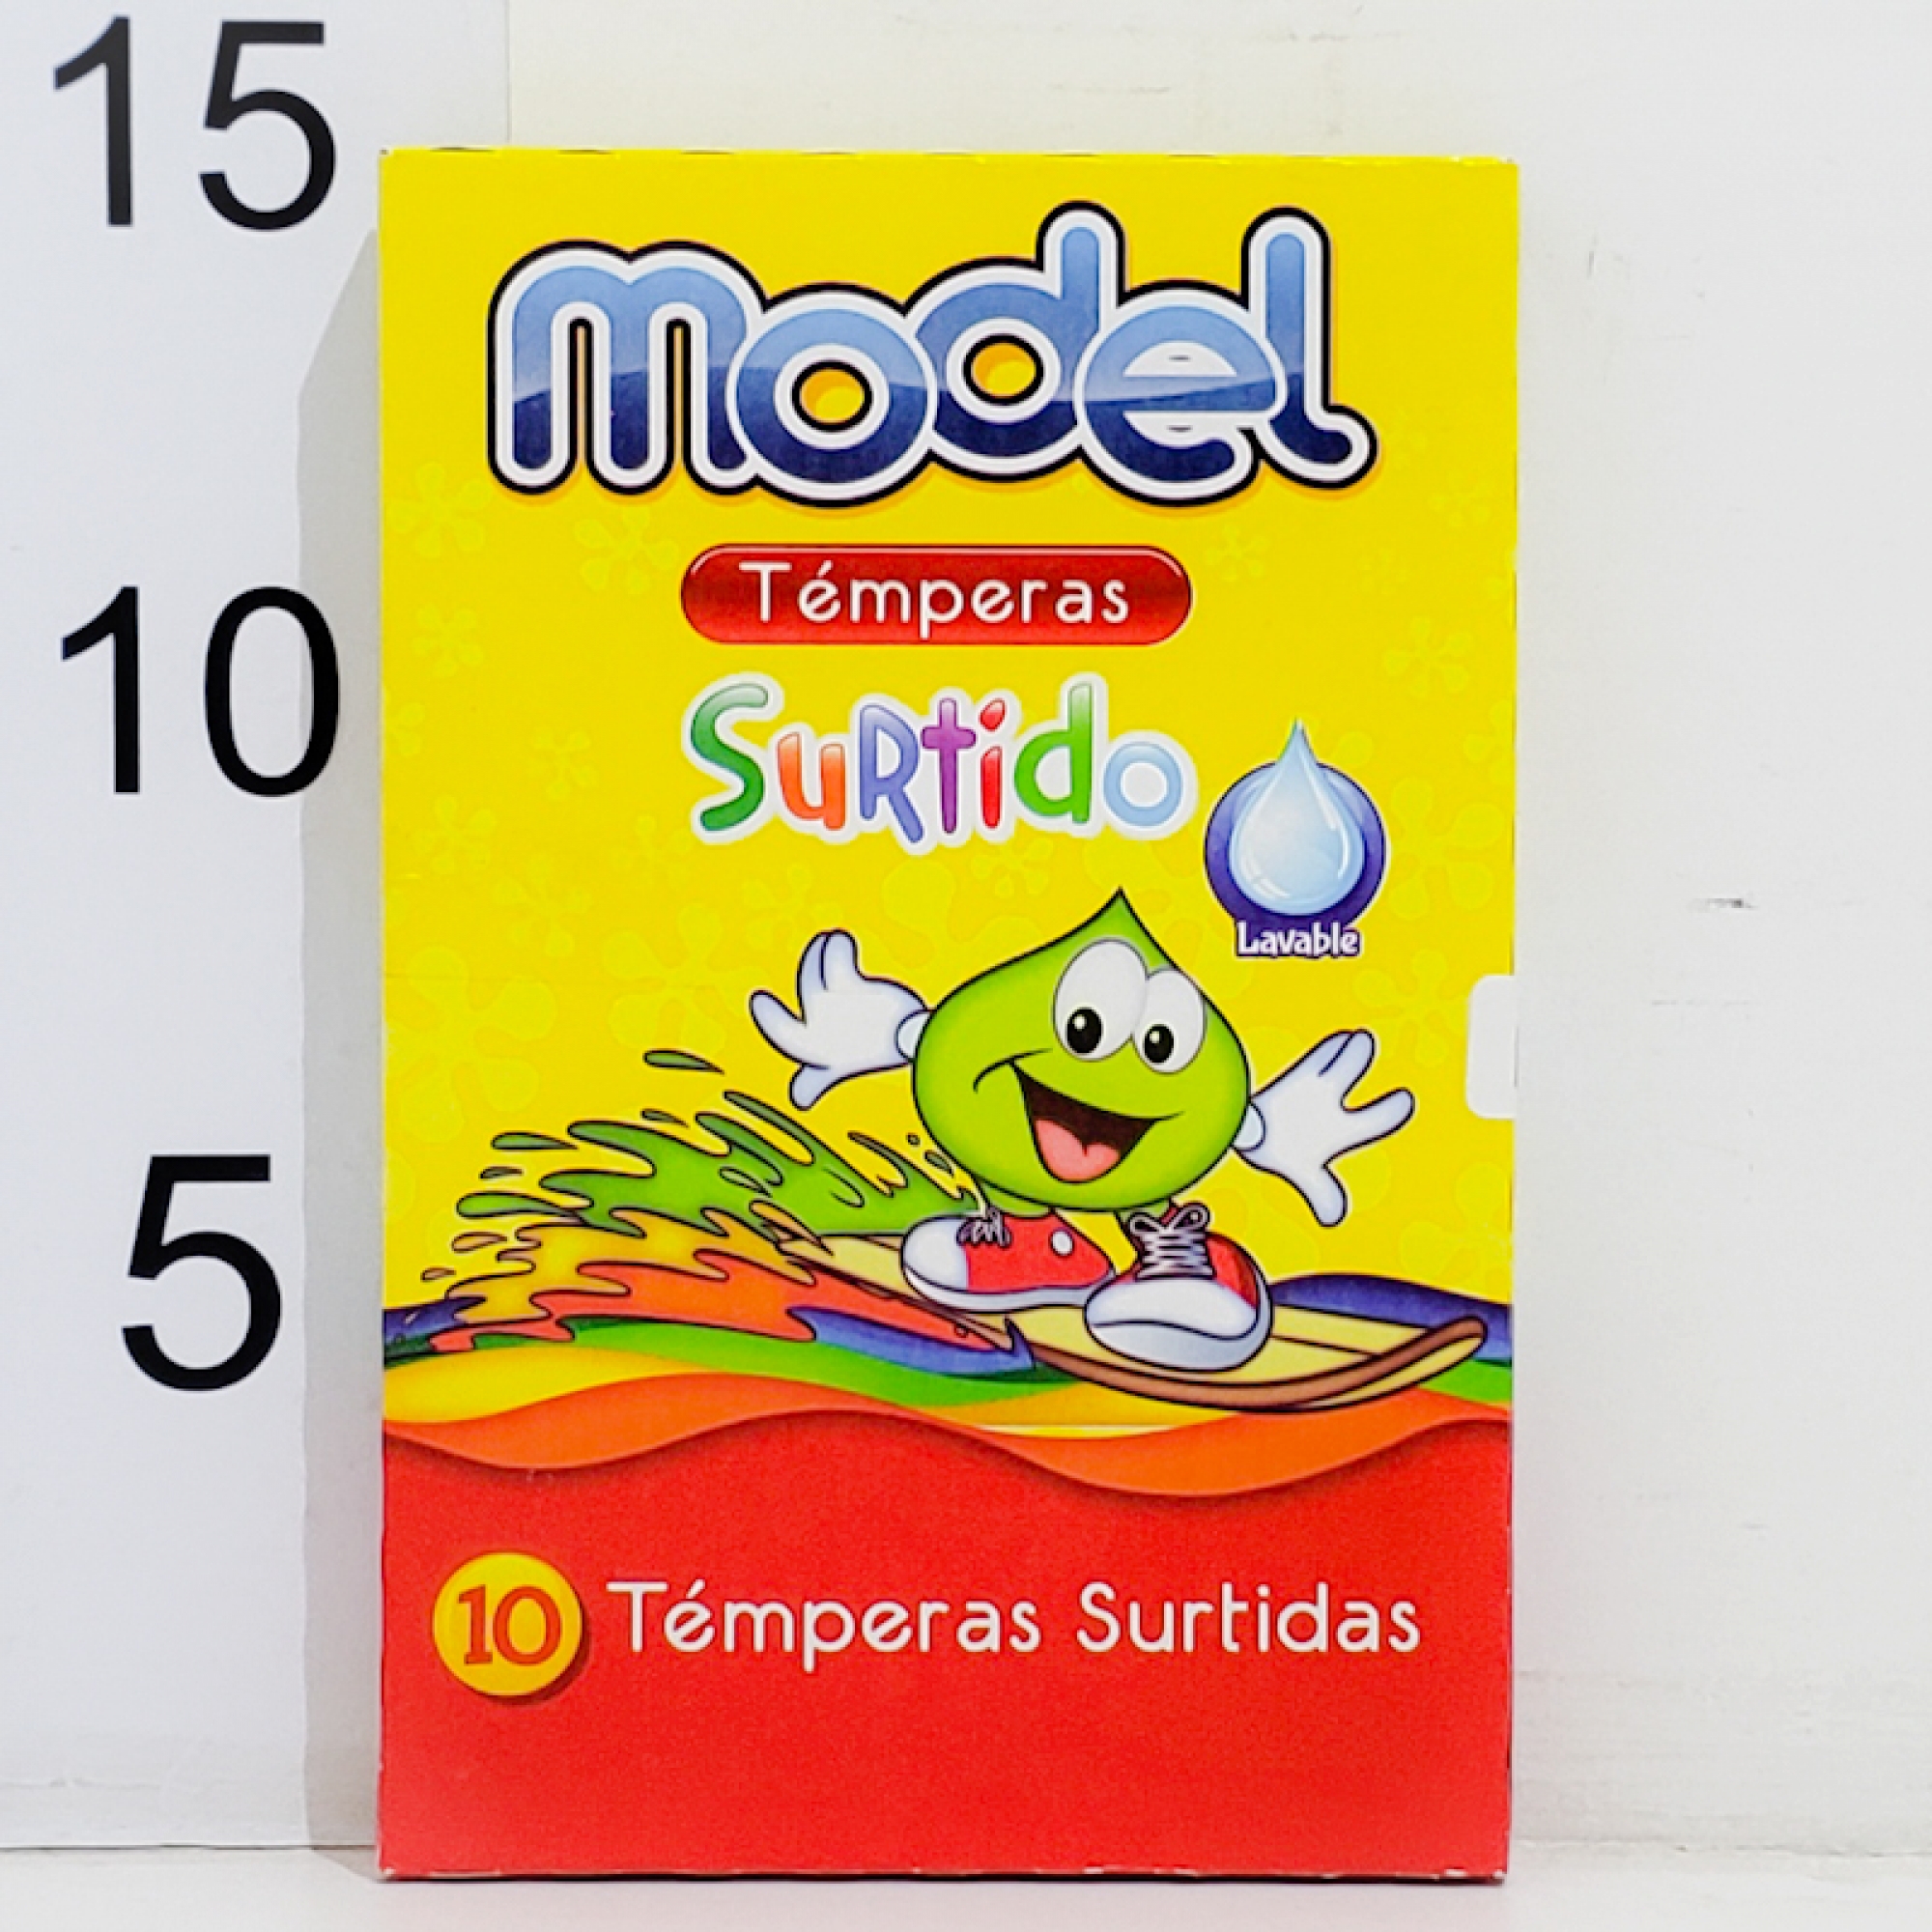 15
model
Témperas
10
Surtido
Lavable
5
10 Témperas Surtidas